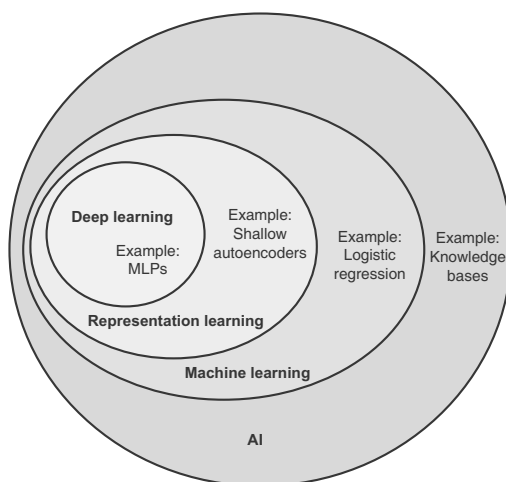 Deep learning
Example:
MLPs
Example:
Shallow
autoencoders
Example:
Logistic
regression
Example:
Knowledge
bases
Representation learning
Machine learning
AI